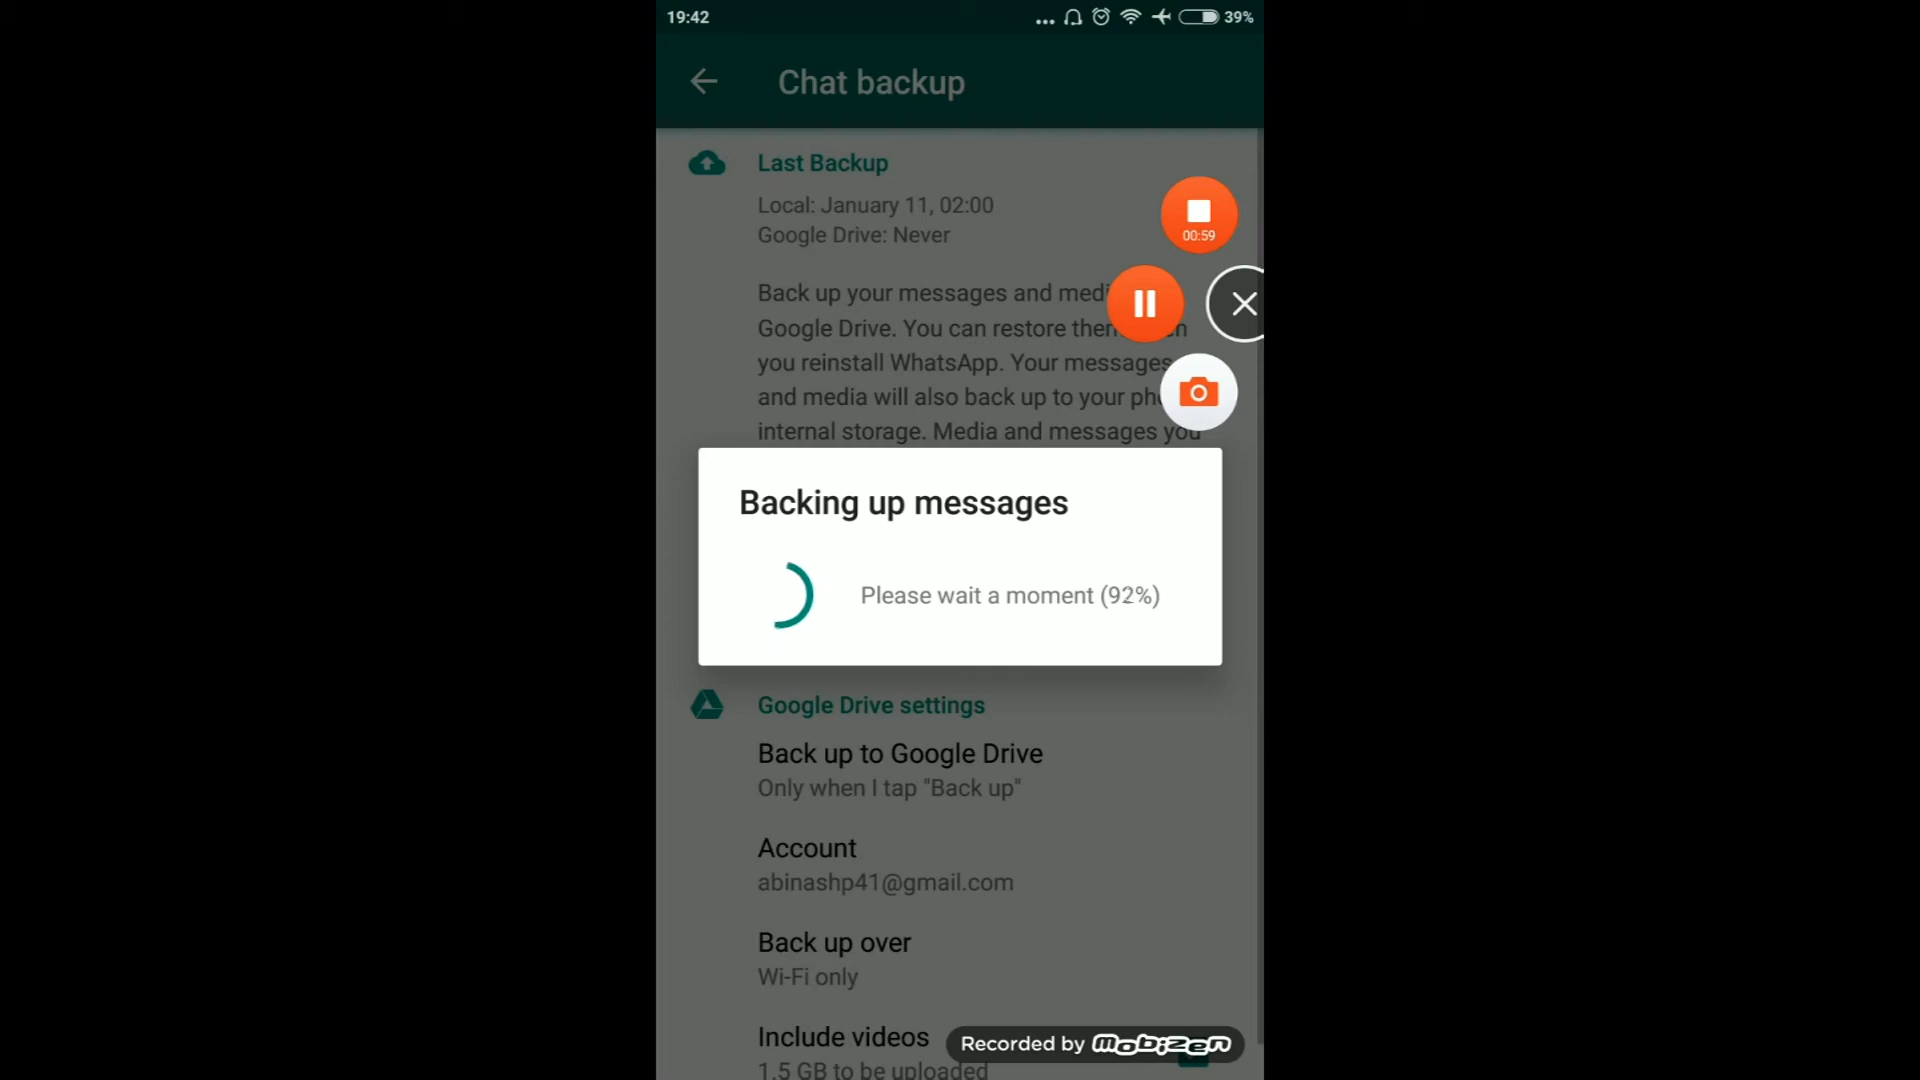 19:42
39%
Chat backup
Last Backup
Local: January 11, 02:00
Google Drive: Never
00:59
Back up your messages and
Google Drive. You can restore
you reinstall WhatsApp. Your messages
and media will also back up to your
internal storage. Media and messages you
Backing up messages
Please wait a moment (92%)
Google Drive settings
Back up to Google Drive
Only when I tap "Back up"
Account
abinashp41@gmail.com
Back up over
Wi-Fi only
Include videos
Recorded by mobizen
1.5 GB to be uploaded